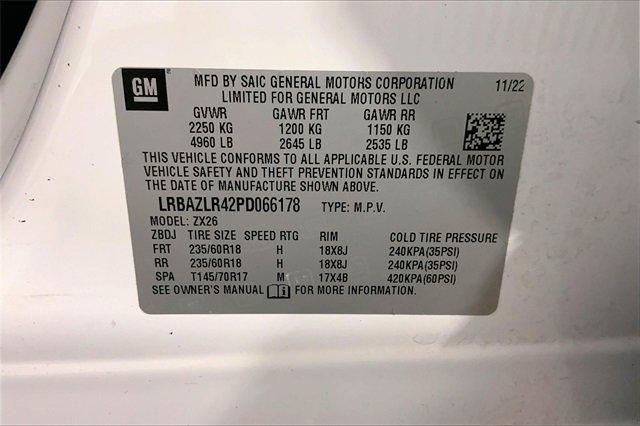 GM
MFD BY SAIC GENERAL MOTORS CORPORATION 11/22
LIMITED FOR GENERAL MOTORS LLC
GVWR GAWR FRT GAWR RR
2250 KG 1200 KG 1150 KG
4960 LB 2645 LB 2535 LB
THIS VEHICLE CONFORMS TO ALL APPLICABLE U.S. FEDERAL MOTOR
VEHICLE SAFETY AND THEFT PREVENTION STANDARDS IN EFFECT ON
THE DATE OF MANUFACTURE SHOWN ABOVE.
LRBAZLR42PD066178 TYPE: M.P.V.
MODEL: ZX26
ZBDJ TIRE SIZE SPEED RTG RIM COLD TIRE PRESSURE
FRT 235/60R18 H 18X8J 240KPA(35PSI)
RR 235/60R18 H 18X8J 240KPA(35PSI)
SPA T145/70R17 M 17X4B 420KPA(60PSI)
SEE OWNER'S MANUAL FOR MORE INFORMATION.